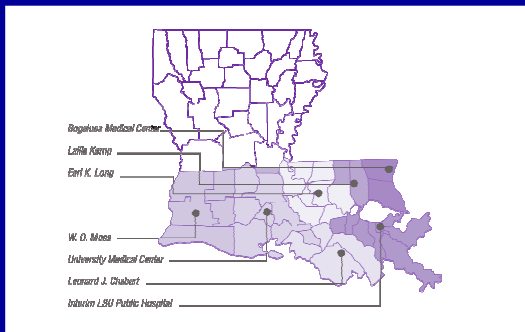 Bogalusa Medical Center
Lallie Kemp
Earl K. Long
W. O. Moss
University Medical Center
Leonard J. Chabert
Interim LSU Public Hospital